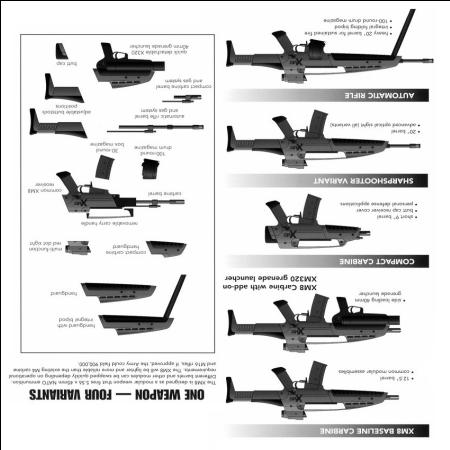 XM8 BASELINE CARBINE
• 12.5" barrel
• common modular assemblies
XM8 Carbine with add-on
XM320 grenade launcher
• side loading 40mm
grenade launcher
COMPACT CARBINE
• short 9" barrel
• butt cap receiver cover
• personal defense applications
SHARPSHOOTER VARIANT
• 20" barrel
• advanced optical sight (all variants)
AUTOMATIC RIFLE
• heavy 20" barrel for sustained fire
• integral folding bipod
• 100-round drum magazine
ONE WEAPON — FOUR VARIANTS
The XM8 is designed as a modular weapon that fires 5.56 x 45mm NATO ammunition.
Different barrels and other modules can be swapped quickly depending on operational
requirements. The XM8 will be lighter and more reliable than the existing M4 carbine
and M16 rifles. If approved, the Army could field 900,000.
handguard with
integral bipod
handguard
compact carbine
handguard
multi-function
red dot sight
removable carry handle
carbine barrel
common XM8
receiver
100-round
drum magazine
30-round
box magazine
automatic rifle barrel
and gas system
adjustable buttstock
positions
compact carbine barrel
and gas system
quick detachable XM320
40mm grenade launcher
butt
cap